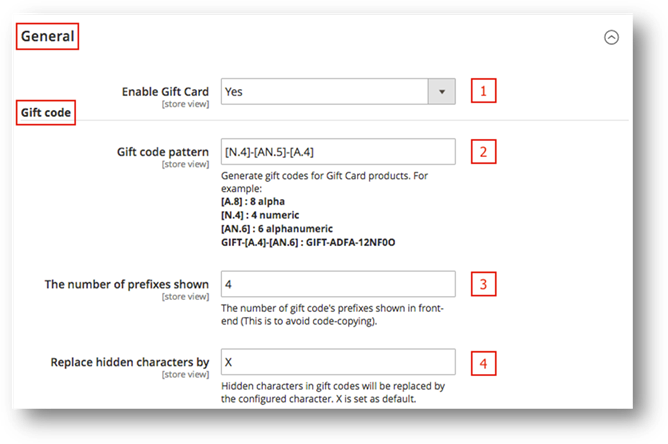 General
Enable Gift Card
[store view]
Yes
1
Gift code
Gift code pattern
[store view]
[N.4]-[AN.5]-[A.4]
2
Generate gift codes for Gift Card products. For
example:
[A.8] : 8 alpha
[N.4] : 4 numeric
[AN.6] : 6 alphanumeric
GIFT-[A.4]-[AN.6] : GIFT-ADFA-12NF0O
The number of prefixes shown
[store view]
4
3
The number of gift code's prefixes shown in front-
end (This is to avoid code-copying).
Replace hidden characters by
[store view]
X
4
Hidden characters in gift codes will be replaced by
the configured character. X is set as default.